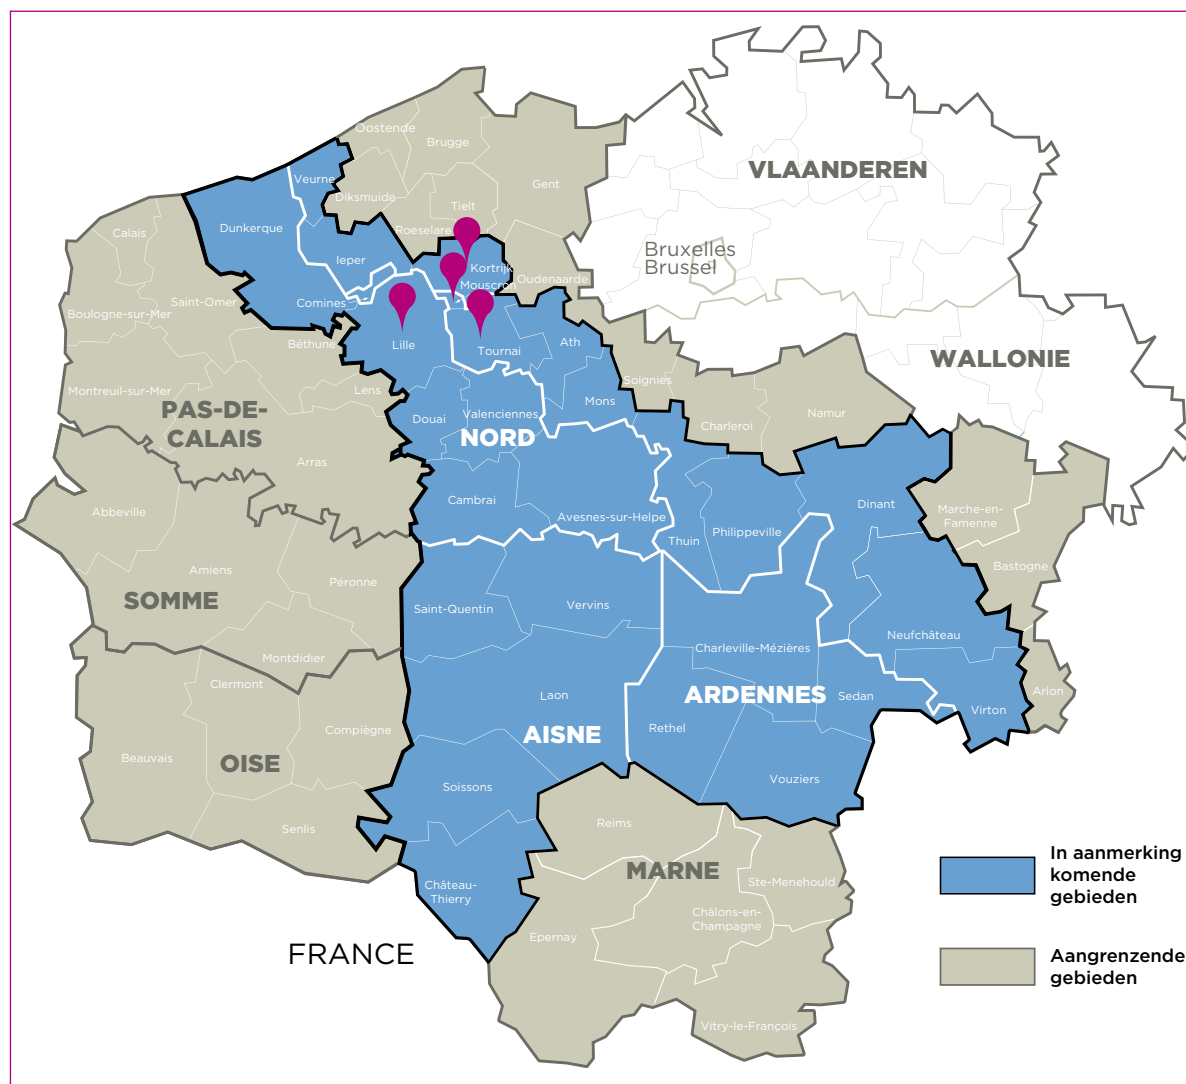 Oostende
Brugge
VLAANDEREN
Veurne
Gent
Diksmuide
Tielt
Dunkerque
Roeselare
Calais
Ieper
Bruxelles
Brussel
Kortrijk
Oudenaarde
Mouscron
Saint-Omer
Comines
Boulogne-sur-Mer
Béthune
Lille
Tournai
Ath
WALLONIE
Soignies
Montreuil-sur-Mer
Lens
Mons
PAS-DE-
CALAIS
Douai
Valenciennes
NORD
Charleroi
Namur
Arras
Cambrai
Dinant
Abbeville
Avesnes-sur-Helpe
Marche-en-
Famenne
Thuin
Philippeville
Bastogne
Amiens
Péronne
SOMME
Saint-Quentin
Vervins
Neufchâteau
Montdidier
Charleville-Mézières
Clermont
Laon
ARDENNES
Sedan
Arlon
Virton
Compiègne
Rethel
AISNE
Beauvais
OISE
Vouziers
Soissons
Senlis
Reims
MARNE
Château-
Thierry
Ste-Menehould
Châlons-en-
Champagne
Epernay
FRANCE
Vitry-le-François
In aanmerking
komende
gebieden
Aangrenzende
gebieden